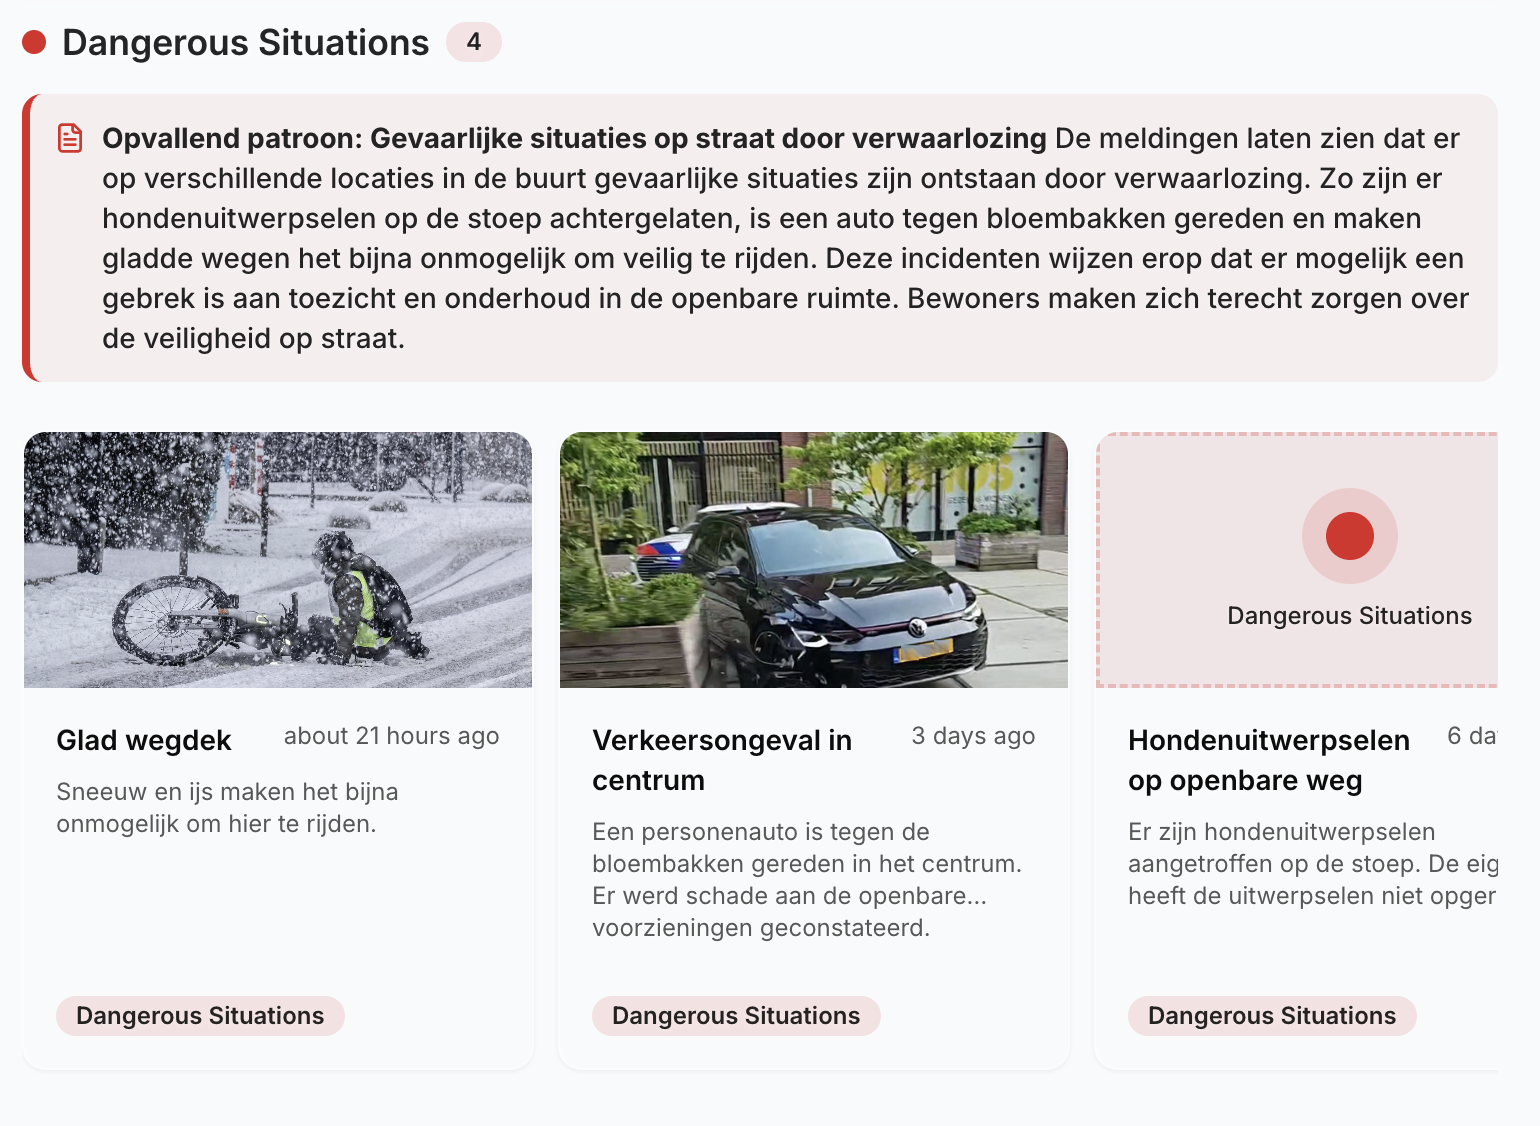 Dangerous Situations 4
Opvallend patroon: Gevaarlijke situaties op straat door verwaarlozing De meldingen laten zien dat er
op verschillende locaties in de buurt gevaarlijke situaties zijn ontstaan door verwaarlozing. Zo zijn er
hondenuitwerpselen op de stoep achtergelaten, is een auto tegen bloembakken gereden en maken
gladde wegen het bijna onmogelijk om veilig te rijden. Deze incidenten wijzen erop dat er mogelijk een
gebrek is aan toezicht en onderhoud in de openbare ruimte. Bewoners maken zich terecht zorgen over
de veiligheid op straat.
Glad wegdek about 21 hours ago
Sneeuw en ijs maken het bijna
onmogelijk om hier te rijden.
Dangerous Situations
Verkeersongeval in 3 days ago
centrum
Een personenauto is tegen de
bloembakken gereden in het centrum.
Er werd schade aan de openbare...
voorzieningen geconstateerd.
Dangerous Situations
Dangerous Situations
Hondenuitwerpselen 6 da
op openbare weg
Er zijn hondenuitwerpselen
aangetroffen op de stoep. De eig
heeft de uitwerpselen niet opger
Dangerous Situations